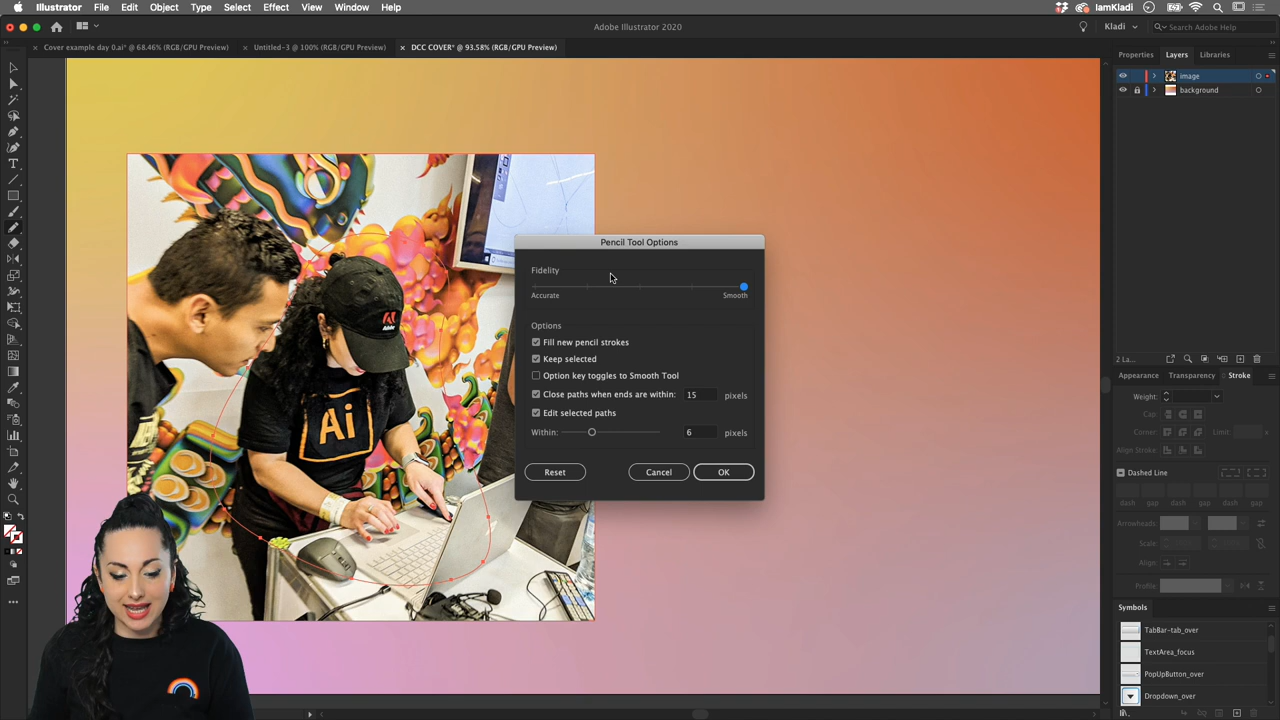 Illustrator File Edit Object Type Select Effect View Window Help
IamKladi
Adobe Illustrator 2020
Kladi
Search Adobe Help
Cover example day 0.ai* @ 68.46% (RGB/GPU Preview)
Untitled-3 @ 100% (RGB/GPU Preview)
DCC COVER* @ 93.58% (RGB/GPU Preview)
Properties Layers Libraries
image
background
Pencil Tool Options
Fidelity
Accurate Smooth
Options
Fill new pencil strokes
Keep selected
Option key toggles to Smooth Tool
Close paths when ends are within: 15 pixels
Edit selected paths
Within: 6 pixels
Reset Cancel OK
Adobe
Ai
2 La...
Appearance Transparency Stroke
Weight:
Cap:
Corner: Limit:
Align Stroke:
Dashed Line
dash gap dash gap dash gap
Arrowheads:
Scale:
Align:
Profile:
Symbols
TabBar-tab_over
TextArea_focus
PopUpButton_over
Dropdown_over